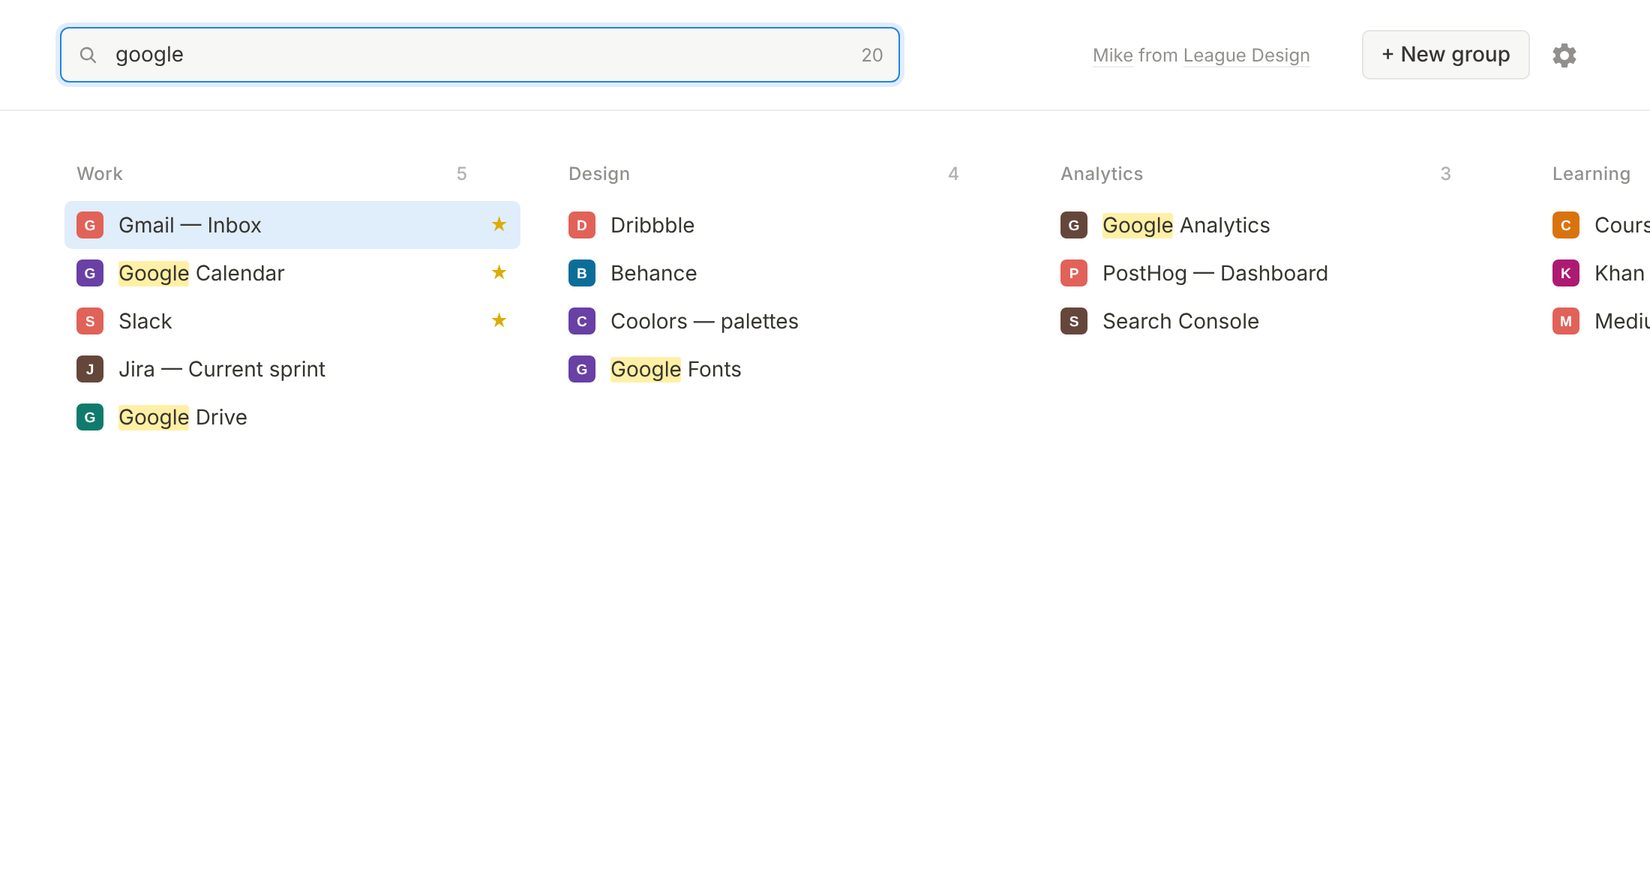 google
20
Mike from League Design
+ New group
Work 5
G Gmail — Inbox ★
G Google Calendar ★
S Slack ★
J Jira — Current sprint
G Google Drive
Design 4
D Dribbble
B Behance
C Coolors — palettes
G Google Fonts
Analytics 3
G Google Analytics
P PostHog — Dashboard
S Search Console
Learning
C
K Khan
M